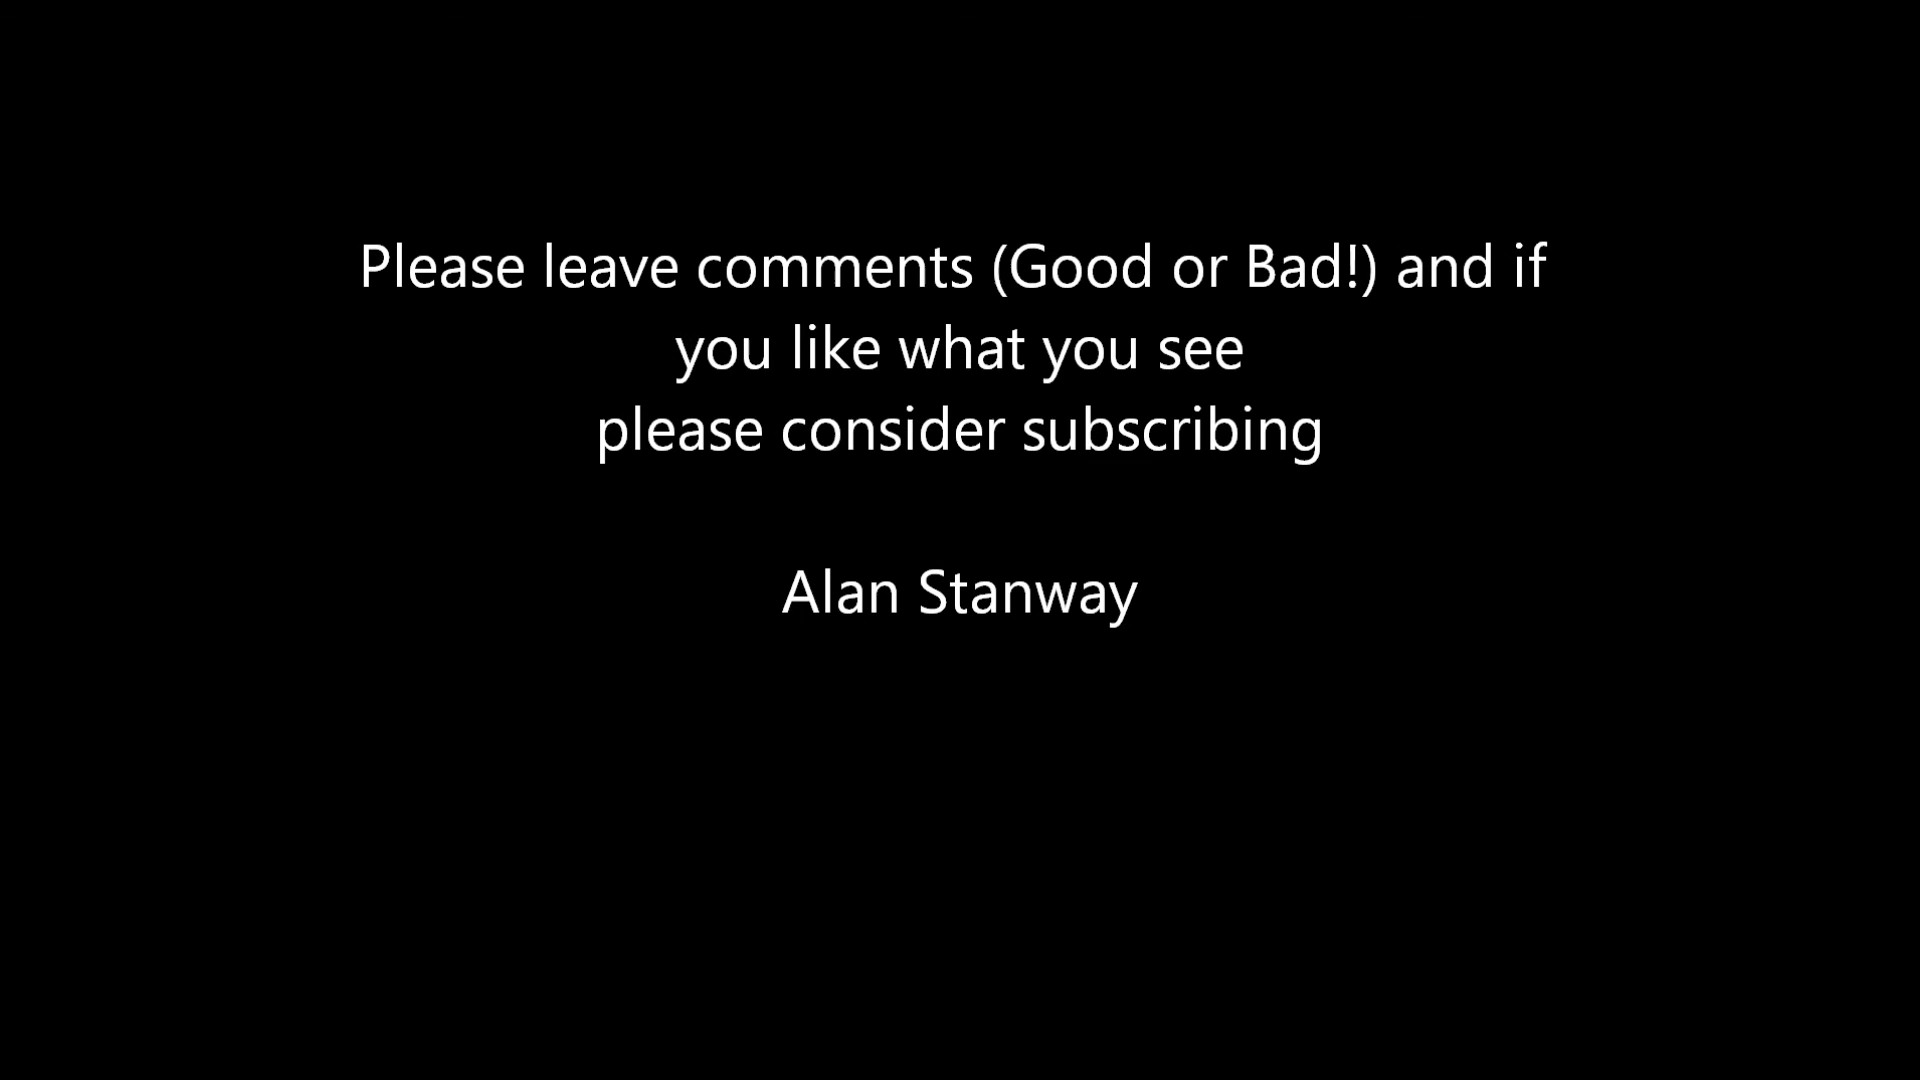 Please leave comments (Good or Bad!) and if
you like what you see
please consider subscribing
Alan Stanway